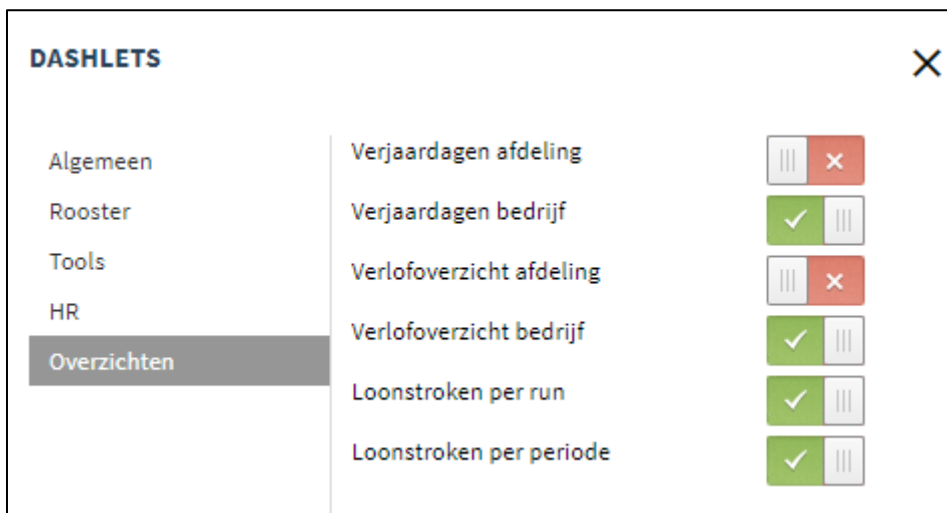 DASHLETS
Algemeen
Rooster
Tools
HR
Overzichten
Verjaardagen afdeling
Verjaardagen bedrijf
Verlofoverzicht afdeling
Verlofoverzicht bedrijf
Loonstroken per run
Loonstroken per periode